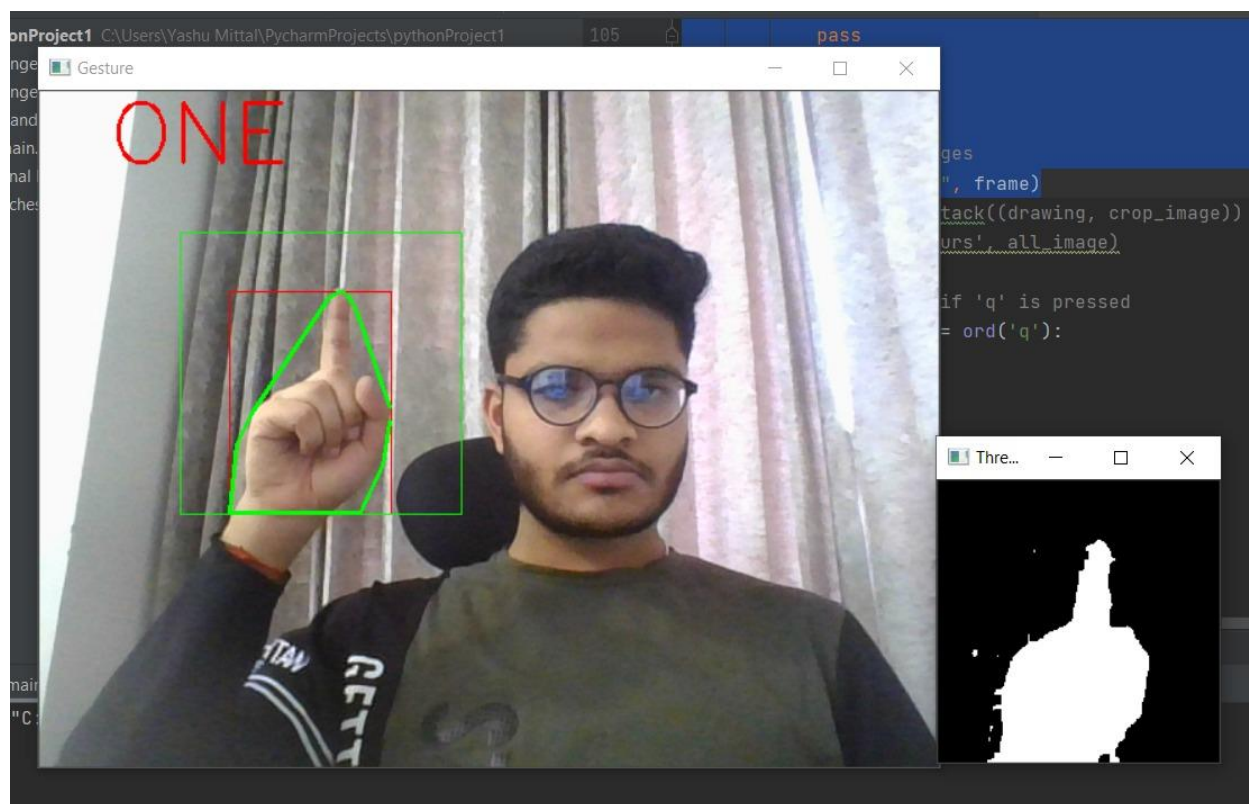 onProject1 C:\Users\Yashu Mittal\PycharmProjects\pythonProject1
105 pass
Gesture
ONE
ges
", frame)
tack((drawing, crop_image))
urs', all_image)
if 'q' is pressed
= ord('q'):
Thre...
"C: